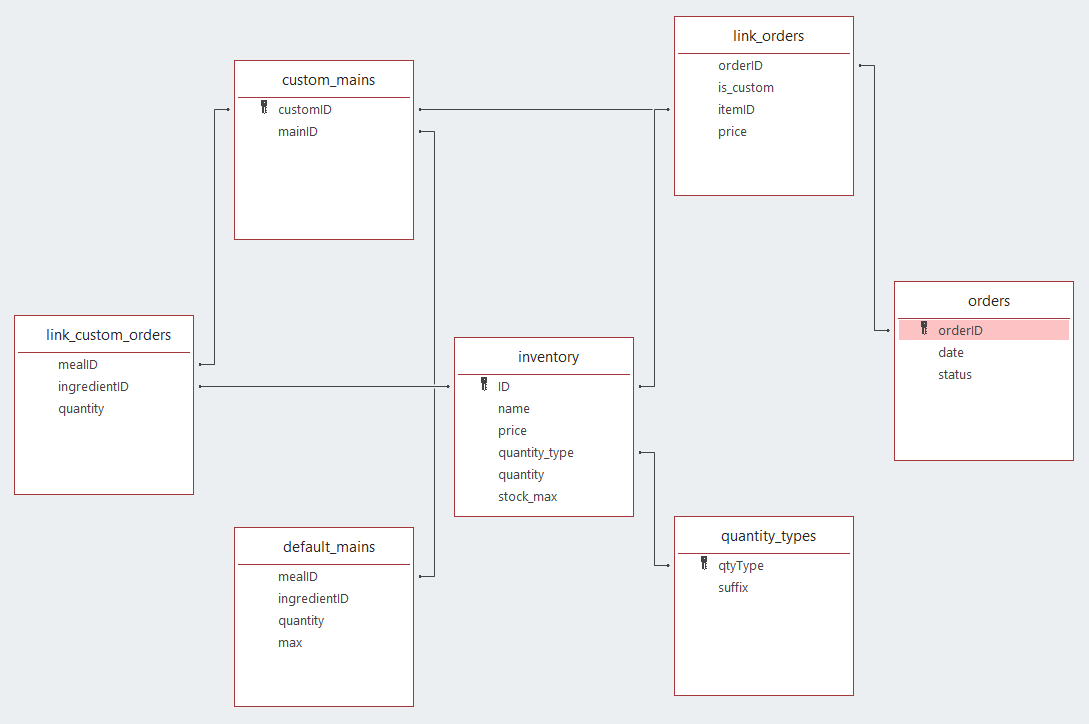 link_orders
orderID
is_custom
itemID
price
custom_mains
customID
mainID
orders
orderID
date
status
link_custom_orders
mealID
ingredientID
quantity
inventory
ID
name
price
quantity_type
quantity
stock_max
default_mains
mealID
ingredientID
quantity
max
quantity_types
qtyType
suffix